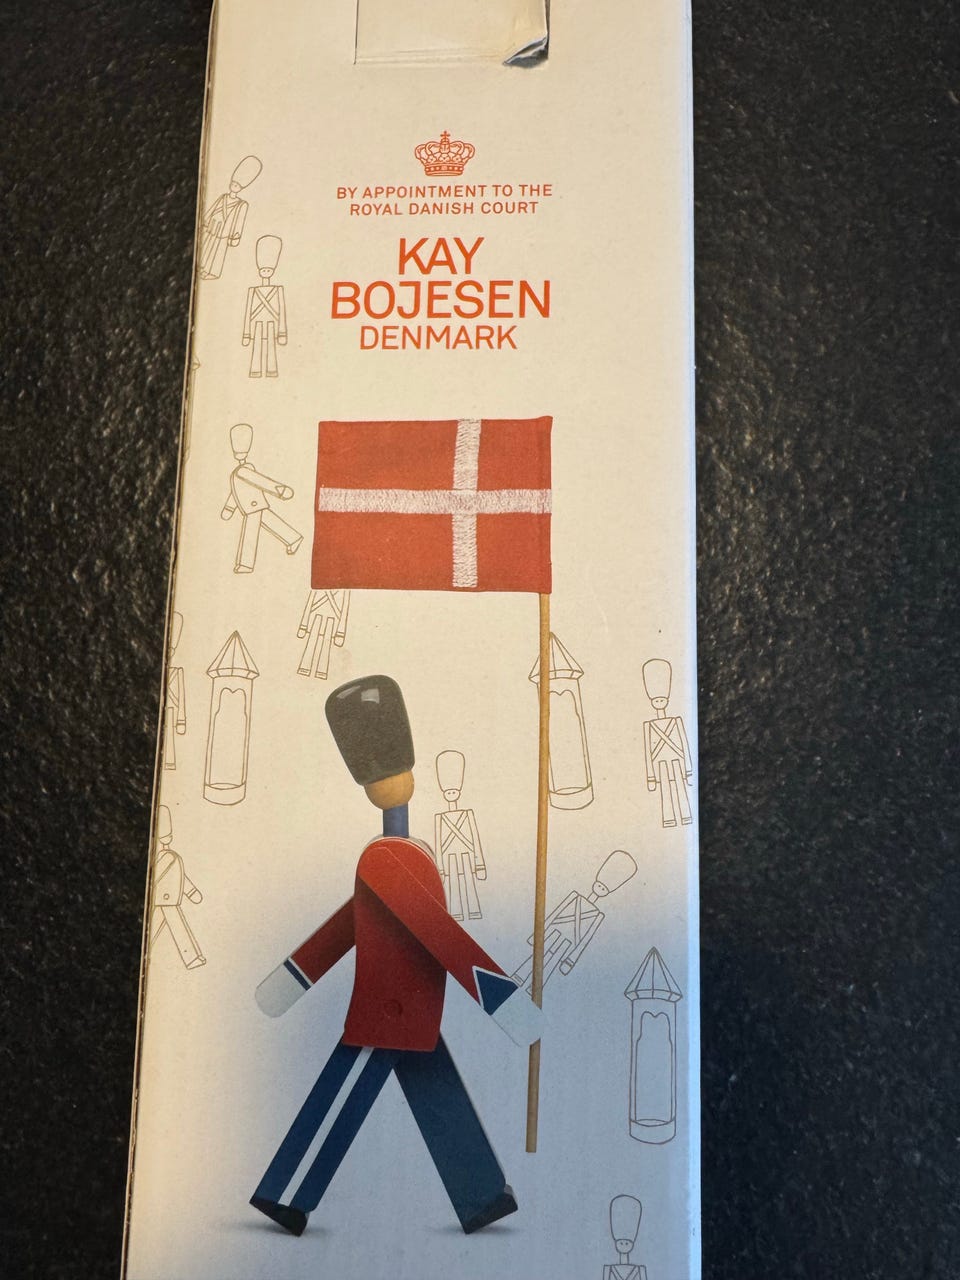 BY APPOINTMENT TO THE
ROYAL DANISH COURT
KAY
BOJESEN
DENMARK